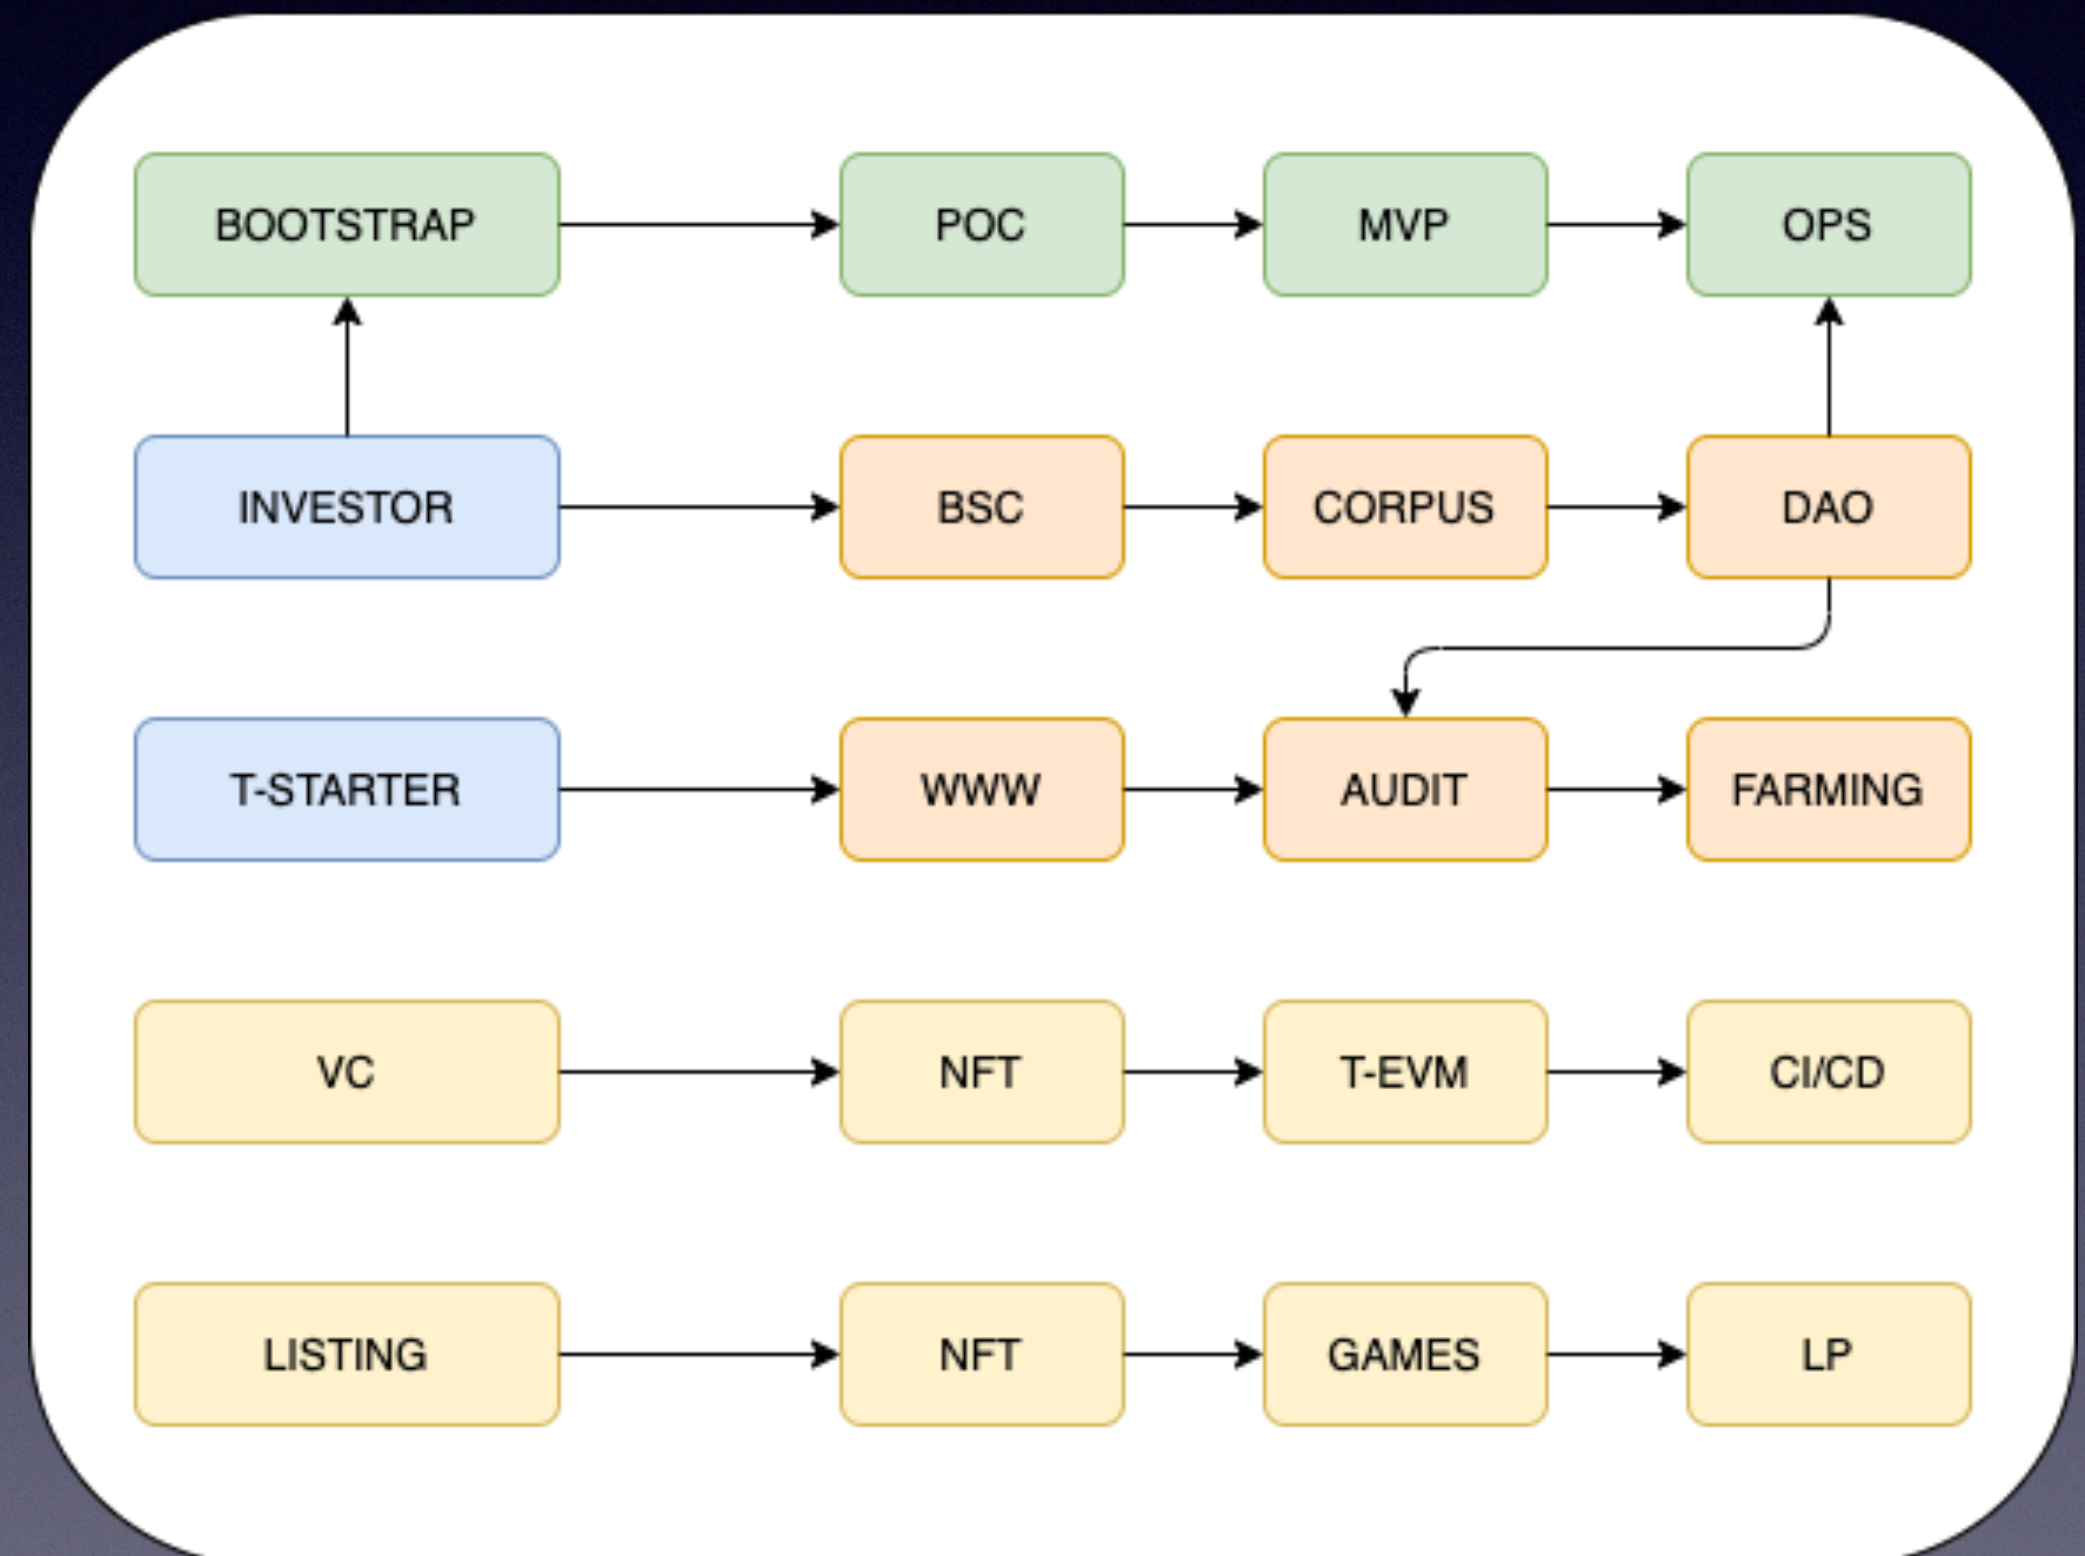 BOOTSTRAP
POC
MVP
OPS
INVESTOR
BSC
CORPUS
DAO
T-STARTER
WWW
AUDIT
FARMING
VC
NFT
T-EVM
CI/CD
LISTING
NFT
GAMES
LP